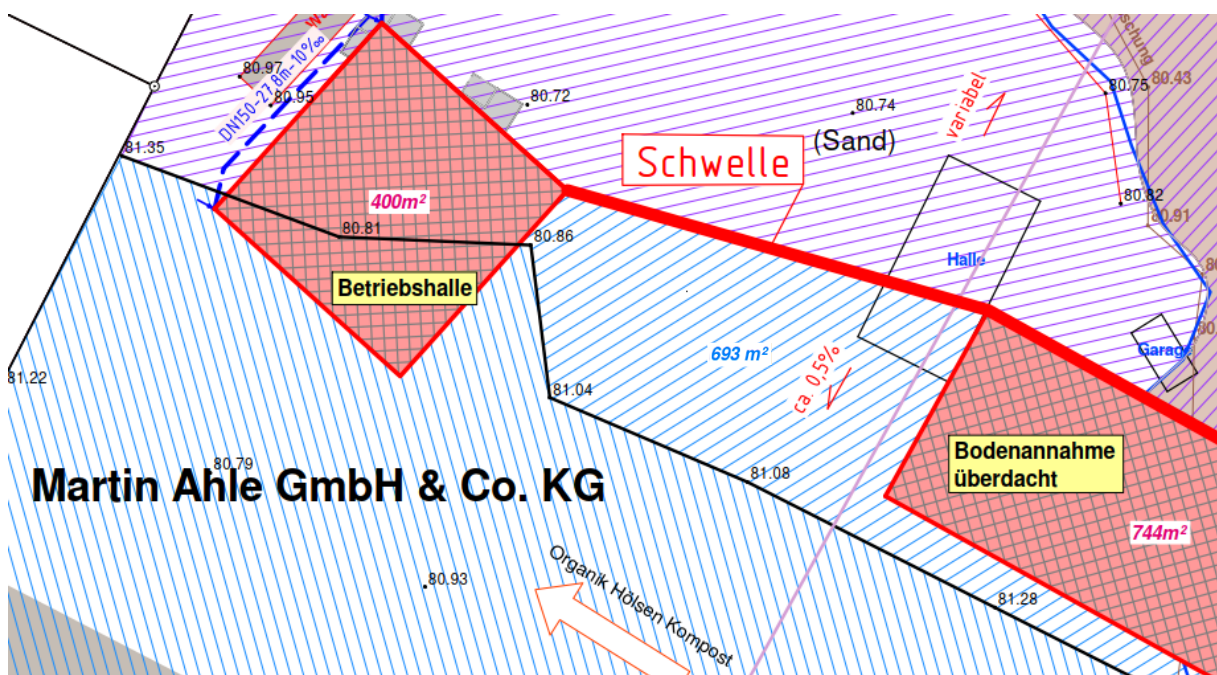 80.97
80.95
DN150-27.8m-10‰
80.72
80.74
variabel
schung
80.43
80.75
(Sand)
Schwelle
81.35
400m²
80.81
80.86
80.82
80.91
Halle
Betriebshalle
693 m²
ca. 0,5%
Garage
81.22
81.04
80.79
Martin Ahle GmbH & Co. KG
81.08
Bodenannahme
überdacht
744m²
80.93
Organik Hölsen Kompost
81.28